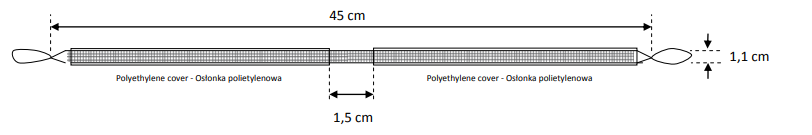 45 cm
1,1 cm
Polyethylene cover - Osłonka polietylenowa
Polyethylene cover - Osłonka polietylenowa
1,5 cm